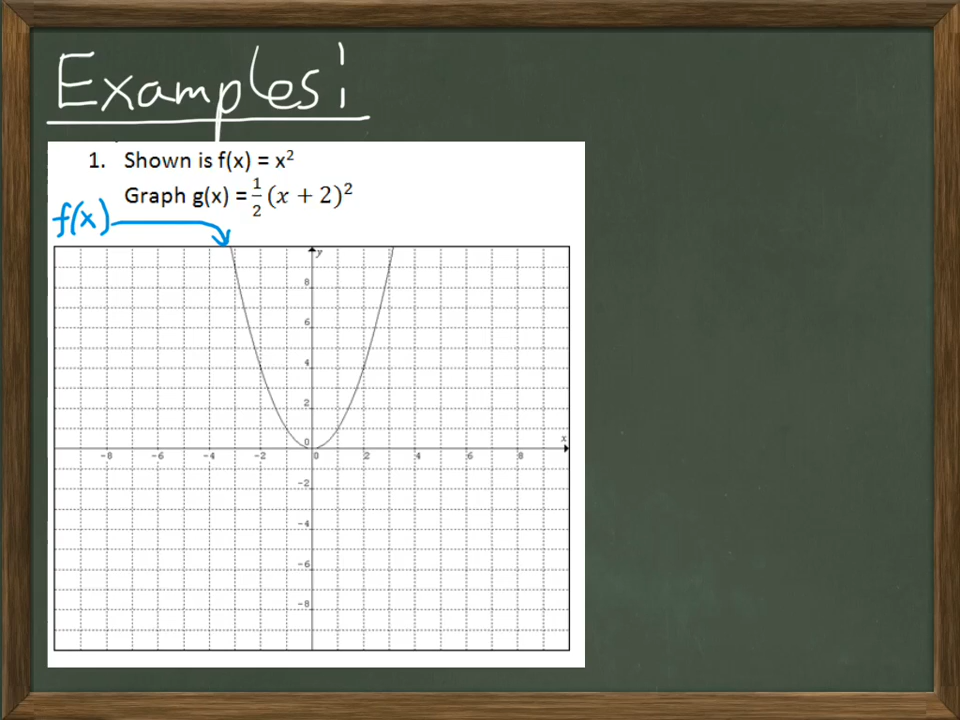 Examples:
1. Shown is f(x) = x²
Graph g(x) = ½(x + 2)²
f(x)
y
8
6
4
2
0
x
-8 -6 -4 -2 0 2 4 6 8
-2
-4
-6
-8